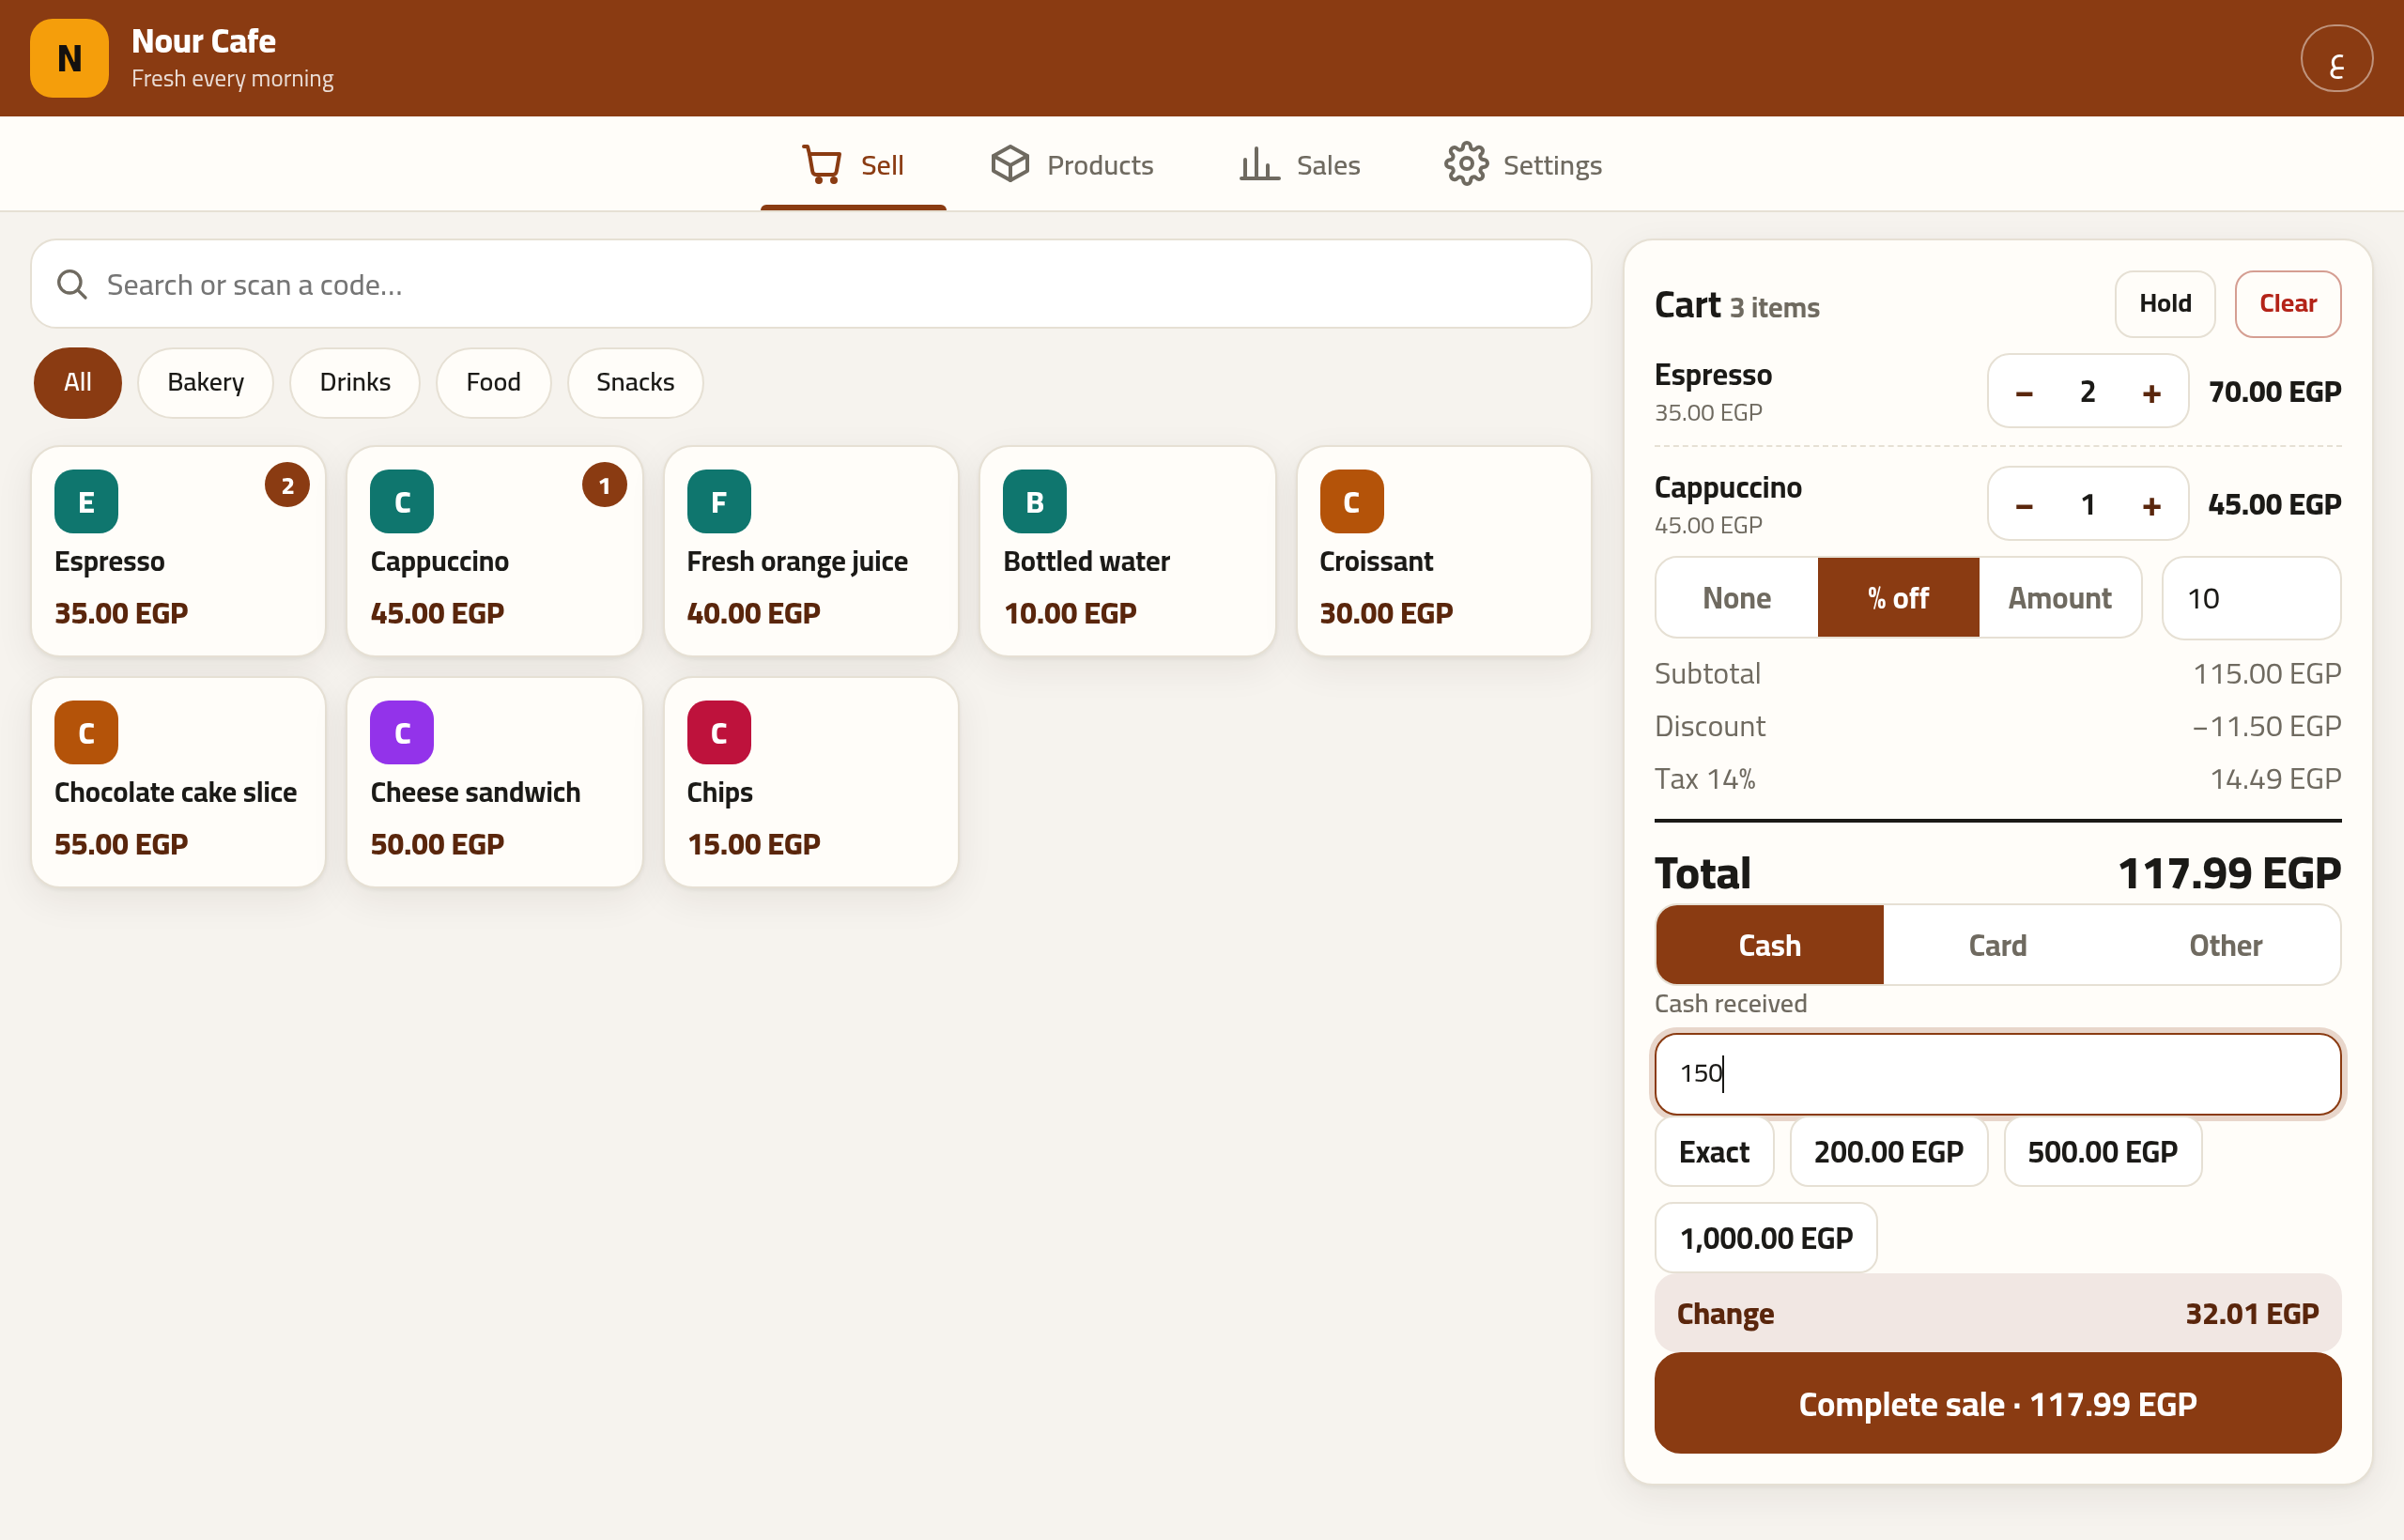 N
Nour Cafe
Fresh every morning
ع
Sell
Products
Sales
Settings
Search or scan a code...
All
Bakery
Drinks
Food
Snacks
E
2
Espresso
35.00 EGP
C
1
Cappuccino
45.00 EGP
F
Fresh orange juice
40.00 EGP
B
Bottled water
10.00 EGP
C
Croissant
30.00 EGP
C
Chocolate cake slice
55.00 EGP
C
Cheese sandwich
50.00 EGP
C
Chips
15.00 EGP
Cart 3 items
Hold
Clear
Espresso
35.00 EGP
− 2 +
70.00 EGP
Cappuccino
45.00 EGP
− 1 +
45.00 EGP
None
% off
Amount
10
Subtotal 115.00 EGP
Discount −11.50 EGP
Tax 14% 14.49 EGP
Total 117.99 EGP
Cash
Card
Other
Cash received
150
Exact
200.00 EGP
500.00 EGP
1,000.00 EGP
Change 32.01 EGP
Complete sale · 117.99 EGP